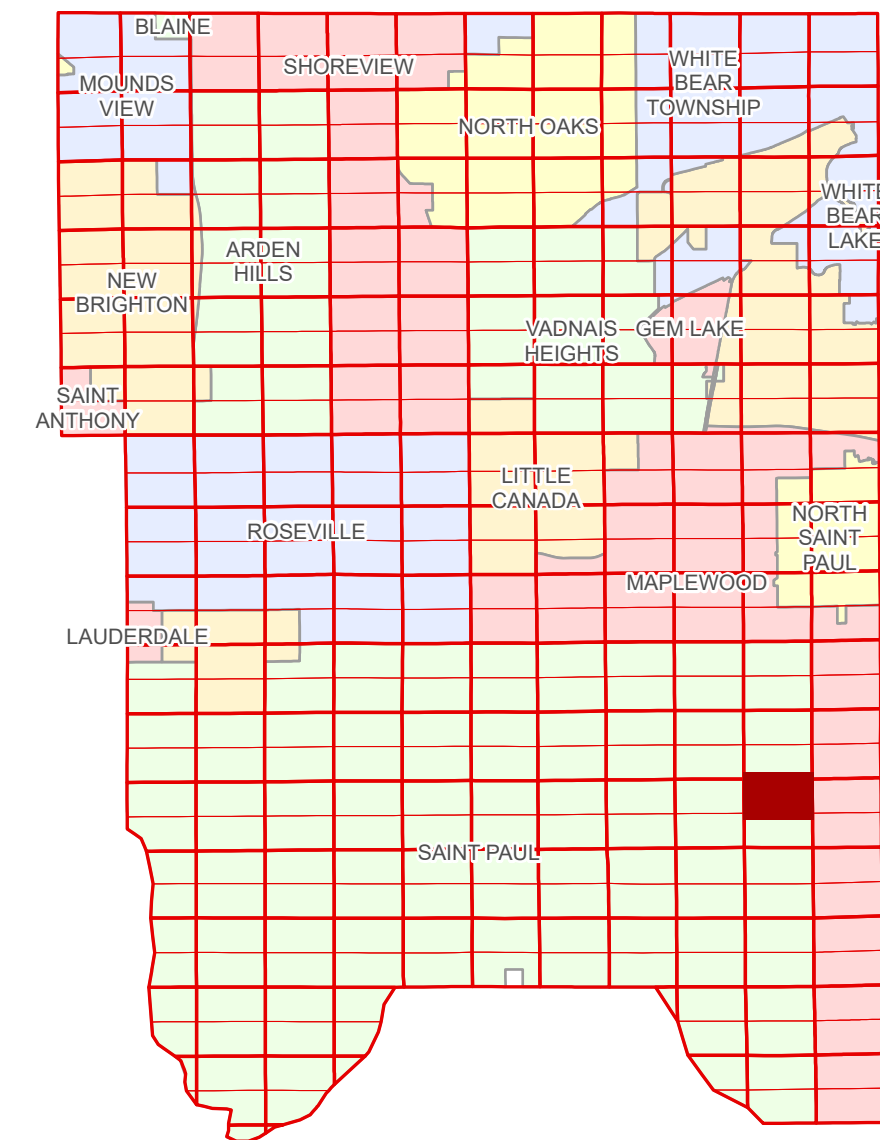 BLAINE
SHOREVIEW
WHITE
BEAR
TOWNSHIP
MOUNDS
VIEW
NORTH OAKS
WHITE
BEAR
LAKE
ARDEN
HILLS
NEW
BRIGHTON
VADNAIS
HEIGHTS
GEM LAKE
SAINT
ANTHONY
LITTLE
CANADA
NORTH
SAINT
PAUL
ROSEVILLE
MAPLEWOOD
LAUDERDALE
SAINT PAUL